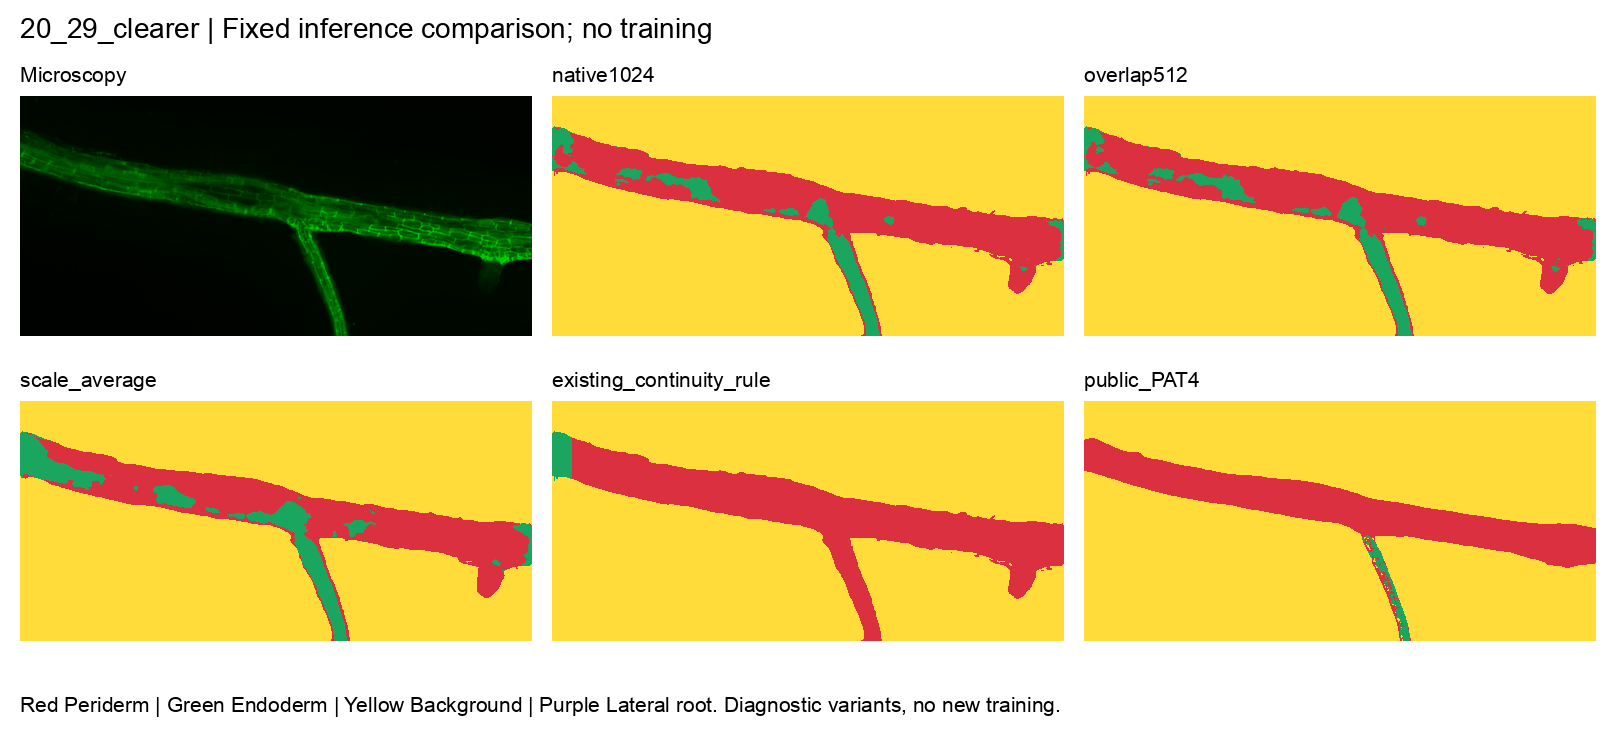 20_29_clearer | Fixed inference comparison; no training
Microscopy
native1024
overlap512
scale_average
existing_continuity_rule
public_PAT4
Red Periderm | Green Endoderm | Yellow Background | Purple Lateral root. Diagnostic variants, no new training.